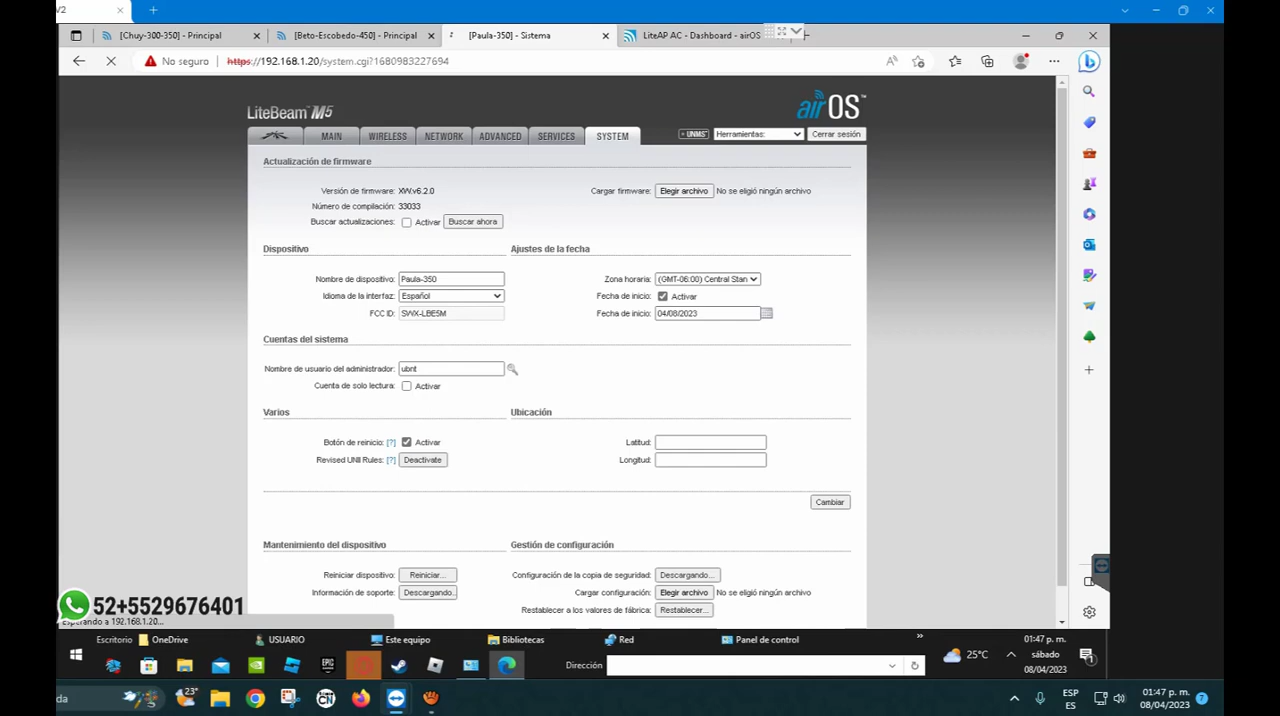 V2
[Chuy-300-350] - Principal
[Beto-Escobedo-450] - Principal
[Paula-350] - Sistema
LiteAP AC - Dashboard - airOS
No seguro
https://192.168.1.20/system.cgi?1680983227694
LiteBeam M5
airOS™
MAIN WIRELESS NETWORK ADVANCED SERVICES SYSTEM
UNMS
Herramientas:
Cerrar sesión
Actualización de firmware
Versión de firmware: XW.v6.2.0
Cargar firmware: Elegir archivo No se eligió ningún archivo
Número de compilación: 33033
Buscar actualizaciones: Activar Buscar ahora
Dispositivo
Ajustes de la fecha
Nombre de dispositivo: Paula-350
Zona horaria: (GMT-06:00) Central Stan
Idioma de la interfaz: Español
Fecha de inicio: Activar
FCC ID: SWX-LBE5M
Fecha de inicio: 04/08/2023
Cuentas del sistema
Nombre de usuario del administrador: ubnt
Cuenta de solo lectura: Activar
Varios
Ubicación
Botón de reinicio: [?] Activar
Latitud:
Revised UNII Rules: [?] Deactivate
Longitud:
Cambiar
Mantenimiento del dispositivo
Gestión de configuración
Reiniciar dispositivo: Reiniciar...
Configuración de la copia de seguridad: Descargando...
Información de soporte: Descargando...
Cargar configuración: Elegir archivo No se eligió ningún archivo
Restablecer a los valores de fábrica: Restablecer...
52+5529676401
Esperando a 192.168.1.20...
Escritorio
OneDrive
USUARIO
Este equipo
Bibliotecas
Red
Panel de control
»
01:47 p. m.
sábado
08/04/2023
EPIC
Dirección
25°C
1
da
23°
ESP
ES
01:47 p. m.
08/04/2023
7